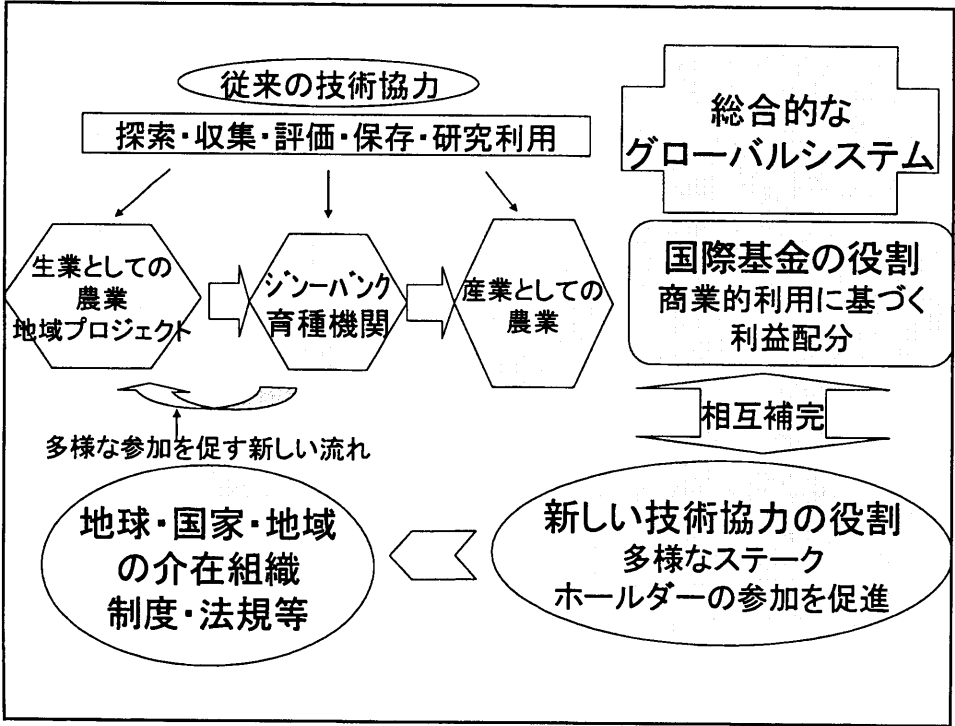 従来の技術協力
探索・収集・評価・保存・研究利用
総合的な
グローバルシステム
生業としての
農業
地域プロジェクト
ジーンバンク
育種機関
産業としての
農業
国際基金の役割
商業的利用に基づく
利益配分
相互補完
多様な参加を促す新しい流れ
地球・国家・地域
の介在組織
制度・法規等
新しい技術協力の役割
多様なステーク
ホールダーの参加を促進